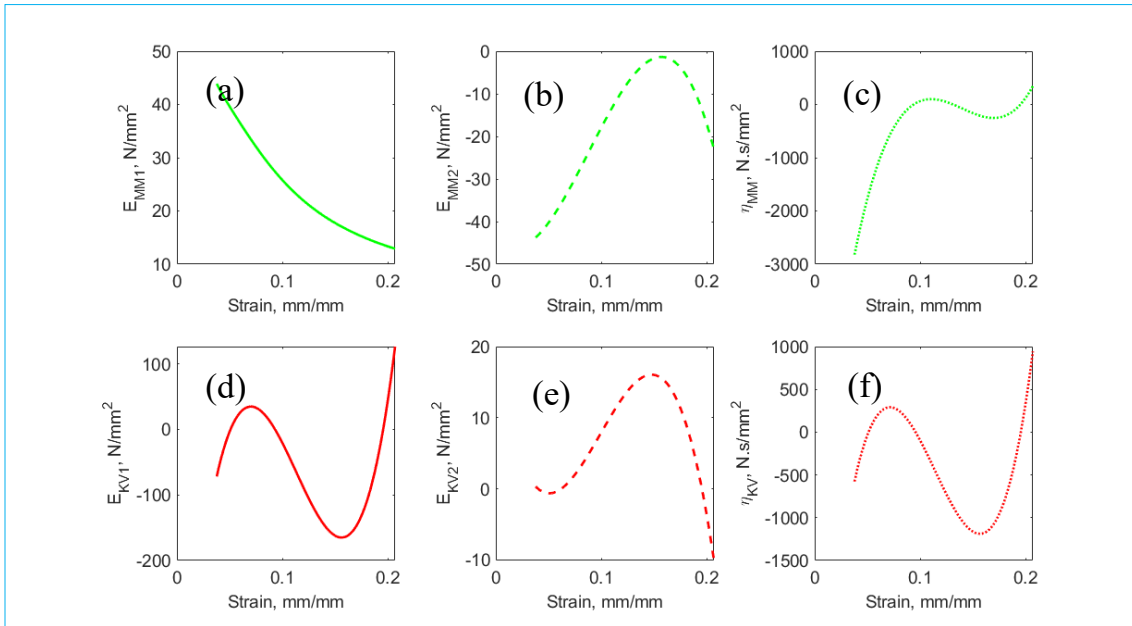 (a)
E_MM1, N/mm²
50
40
30
20
10
0
0.1
0.2
Strain, mm/mm
(b)
E_MM2, N/mm²
0
-10
-20
-30
-40
-50
0
0.1
0.2
Strain, mm/mm
(c)
η_MM, N.s/mm²
1000
0
-1000
-2000
-3000
0
0.1
0.2
Strain, mm/mm
(d)
E_KV1, N/mm²
100
0
-100
-200
0
0.1
0.2
Strain, mm/mm
(e)
E_KV2, N/mm²
20
10
0
-10
0
0.1
0.2
Strain, mm/mm
(f)
η_KV, N.s/mm²
1000
500
0
-500
-1000
-1500
0
0.1
0.2
Strain, mm/mm